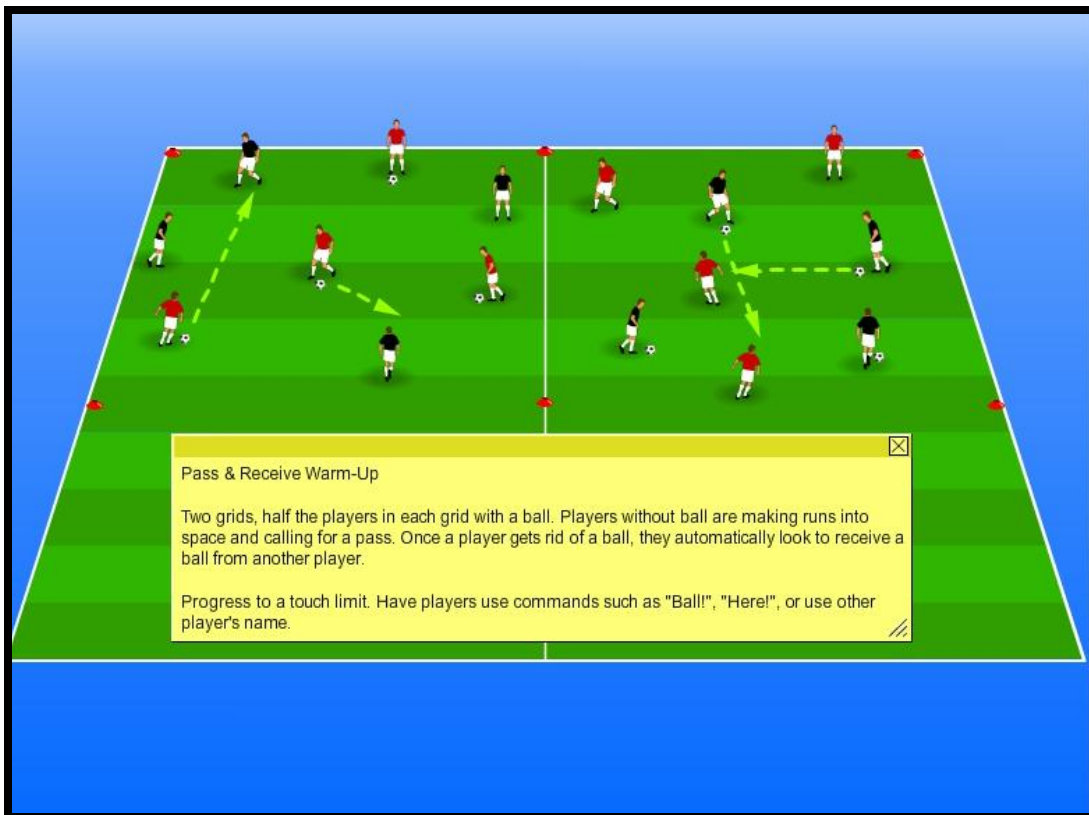 Pass & Receive Warm-Up
Two grids, half the players in each grid with a ball. Players without ball are making runs into
space and calling for a pass. Once a player gets rid of a ball, they automatically look to receive a
ball from another player.
Progress to a touch limit. Have players use commands such as "Ball!", "Here!", or use other
player's name.